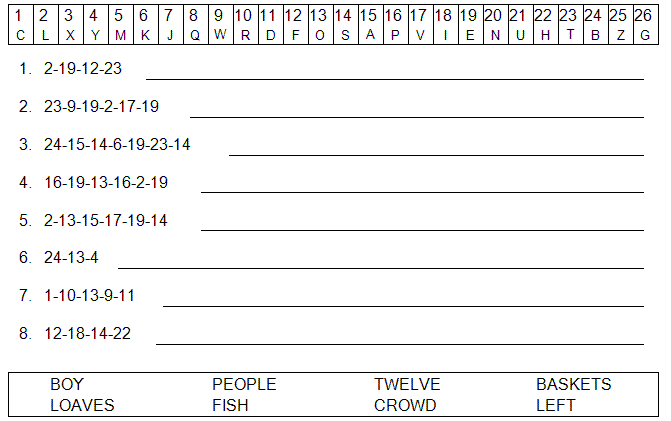 1 2 3 4 5 6 7 8 9 10 11 12 13 14 15 16 17 18 19 20 21 22 23 24 25 26
C L X Y M K J Q W R D F O S A P V I E N U H T B Z G
1. 2-19-12-23
2. 23-9-19-2-17-19
3. 24-15-14-6-19-23-14
4. 16-19-13-16-2-19
5. 2-13-15-17-19-14
6. 24-13-4
7. 1-10-13-9-11
8. 12-18-14-22
BOY PEOPLE TWELVE BASKETS
LOAVES FISH CROWD LEFT